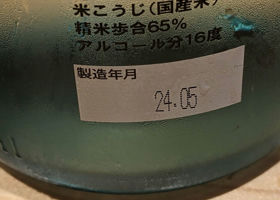 米こうじ(国産米)
精米歩合65%
アルコール分16度
製造年月
24.05